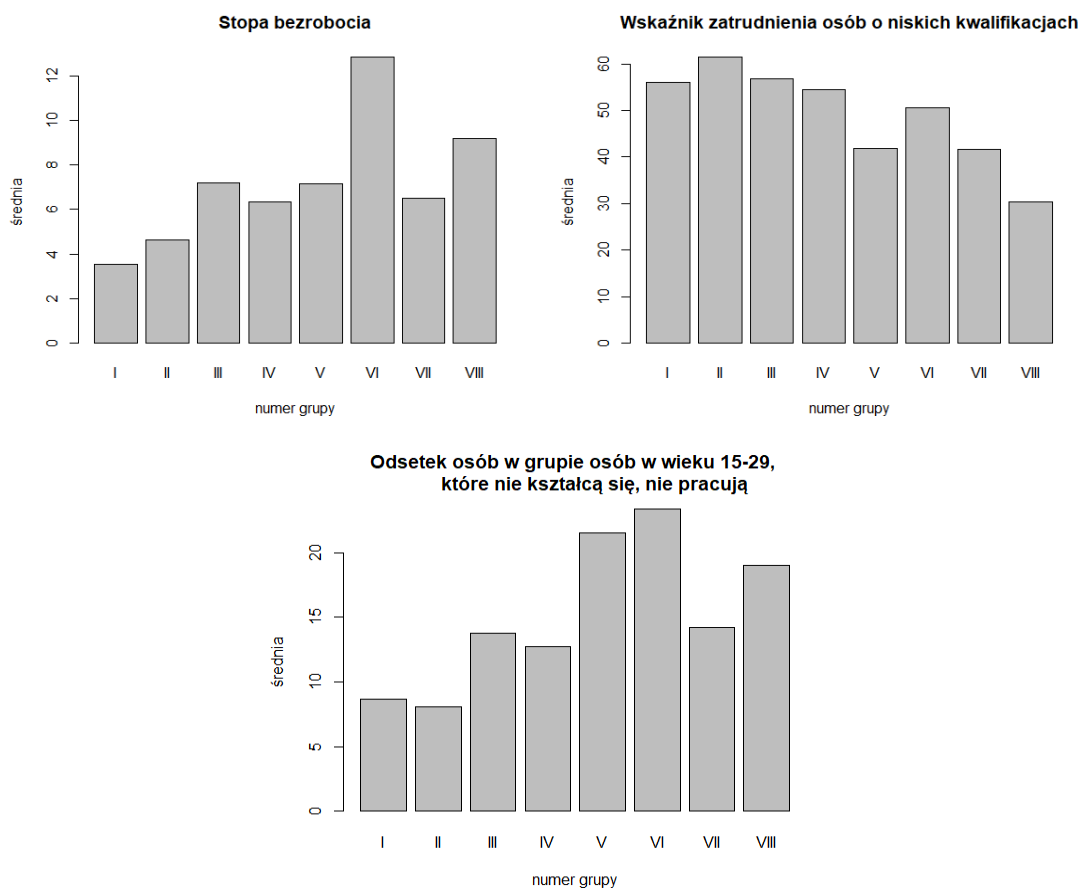 Stopa bezrobocia
średnia
12
10
8
6
4
2
0
I II III IV V VI VII VIII
numer grupy
Wskaźnik zatrudnienia osób o niskich kwalifikacjach
średnia
60
50
40
30
20
10
0
I II III IV V VI VII VIII
numer grupy
Odsetek osób w grupie osób w wieku 15-29,
które nie kształcą się, nie pracują
średnia
20
15
10
5
0
I II III IV V VI VII VIII
numer grupy